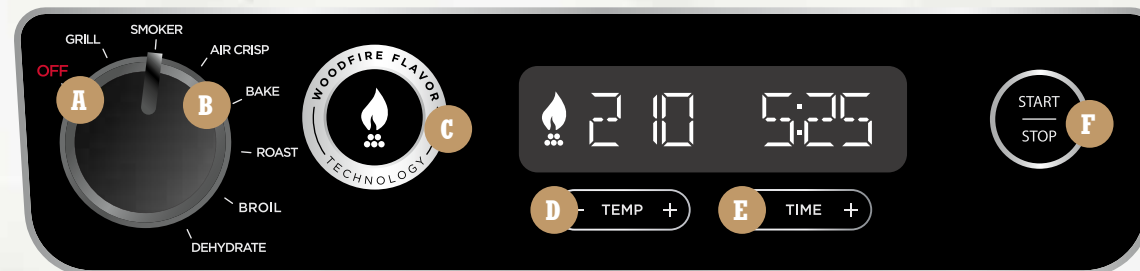 SMOKER
GRILL
AIR CRISP
OFF
A
B
BAKE
ROAST
BROIL
DEHYDRATE
WOODFIRE FLAVOR
TECHNOLOGY
C
210 5:25
D
- TEMP +
E
TIME +
START
STOP
F